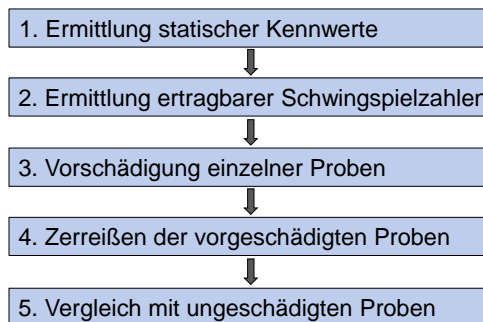 1. Ermittlung statischer Kennwerte
2. Ermittlung ertragbarer Schwingspielzahlen
3. Vorschädigung einzelner Proben
4. Zerreißen der vorgeschädigten Proben
5. Vergleich mit ungeschädigten Proben